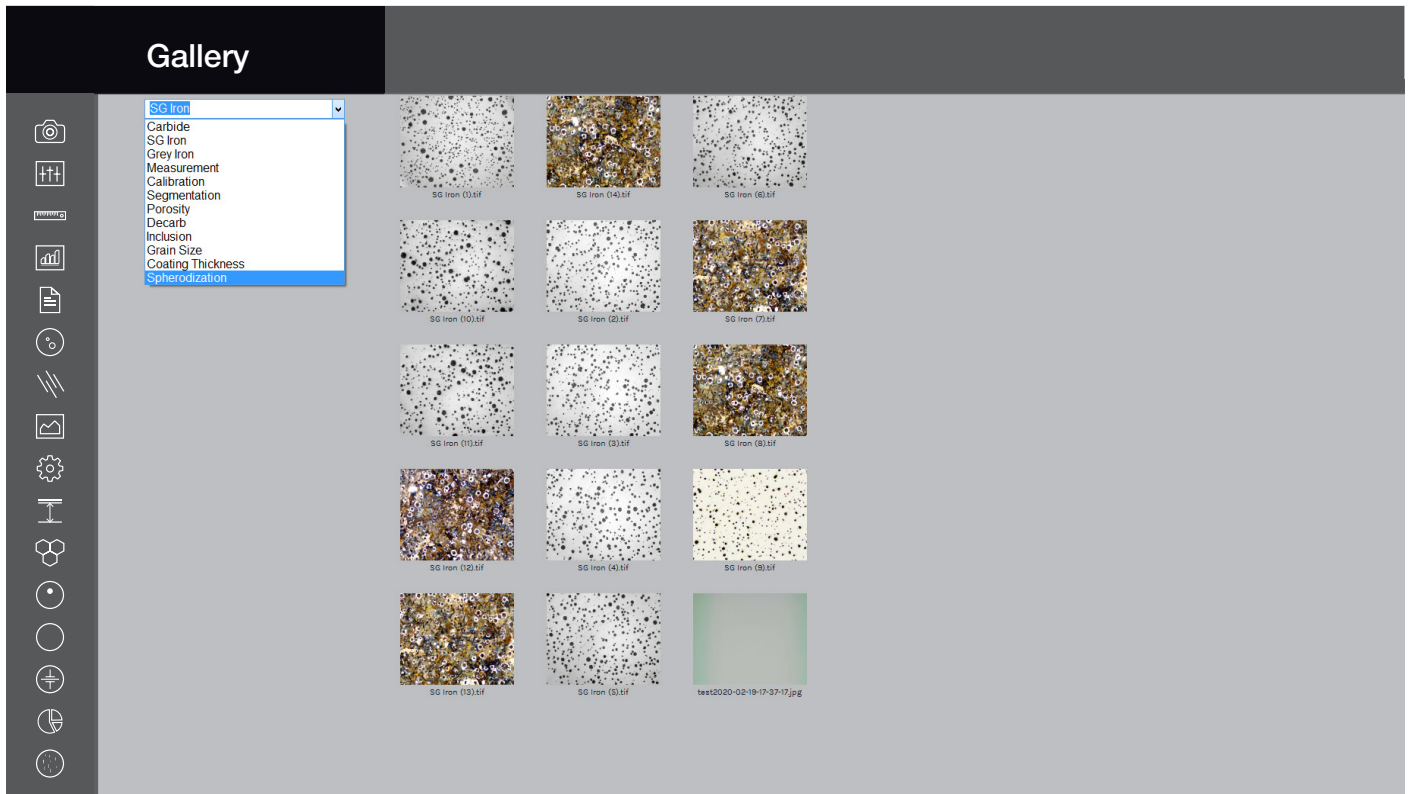 Gallery
SG Iron
Carbide
SG Iron
Grey Iron
Measurement
Calibration
Segmentation
Porosity
Decarb
Inclusion
Grain Size
Coating Thickness
Spherodization
SG Iron (1).tif
SG Iron (14).tif
SG Iron (6).tif
SG Iron (10).tif
SG Iron (2).tif
SG Iron (7).tif
SG Iron (11).tif
SG Iron (3).tif
SG Iron (8).tif
SG Iron (12).tif
SG Iron (4).tif
SG Iron (9).tif
SG Iron (13).tif
SG Iron (5).tif
test2020-02-19-17-37-17.jpg